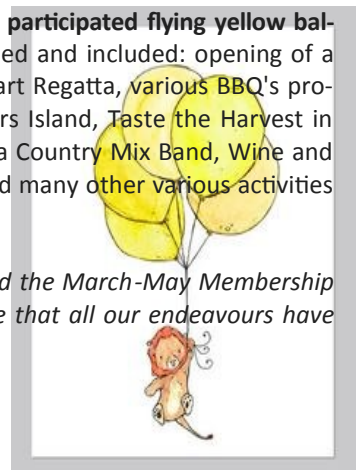 participated flying yellow bal-
ed and included: opening of a
art Regatta, various BBQ's pro-
rs Island, Taste the Harvest in
a Country Mix Band, Wine and
d many other various activities
d the March-May Membership
e that all our endeavours have